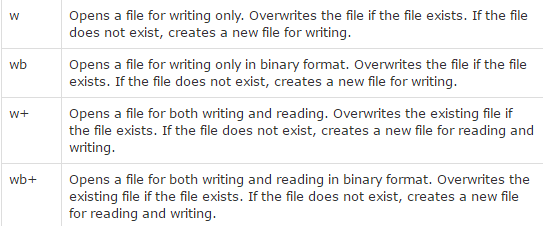 w Opens a file for writing only. Overwrites the file if the file exists. If the file
does not exist, creates a new file for writing.
wb Opens a file for writing only in binary format. Overwrites the file if the file
exists. If the file does not exist, creates a new file for writing.
w+ Opens a file for both writing and reading. Overwrites the existing file if
the file exists. If the file does not exist, creates a new file for reading and
writing.
wb+ Opens a file for both writing and reading in binary format. Overwrites the
existing file if the file exists. If the file does not exist, creates a new file
for reading and writing.